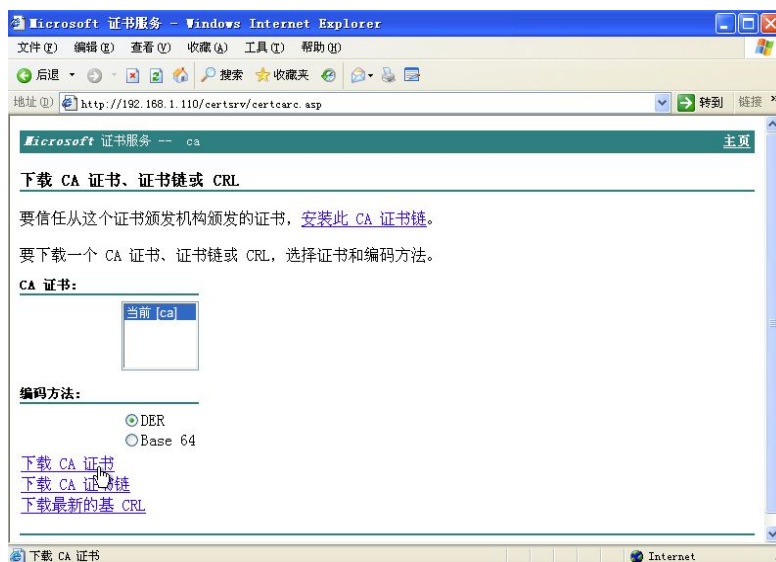 Microsoft 证书服务 - Windows Internet Explorer
文件(F) 编辑(E) 查看(V) 收藏(A) 工具(T) 帮助(H)
后退 搜索 收藏夹
地址(D) http://192.168.1.110/certsrv/certcarc.asp 转到 链接 »
Microsoft 证书服务 -- ca 主页
下载 CA 证书、证书链或 CRL
要信任从这个证书颁发机构颁发的证书，安装此 CA 证书链。
要下载一个 CA 证书、证书链或 CRL，选择证书和编码方法。
CA 证书:
当前 [ca]
编码方法:
DER
Base 64
下载 CA 证书
下载 CA 证书链
下载最新的基 CRL
下载 CA 证书 Internet